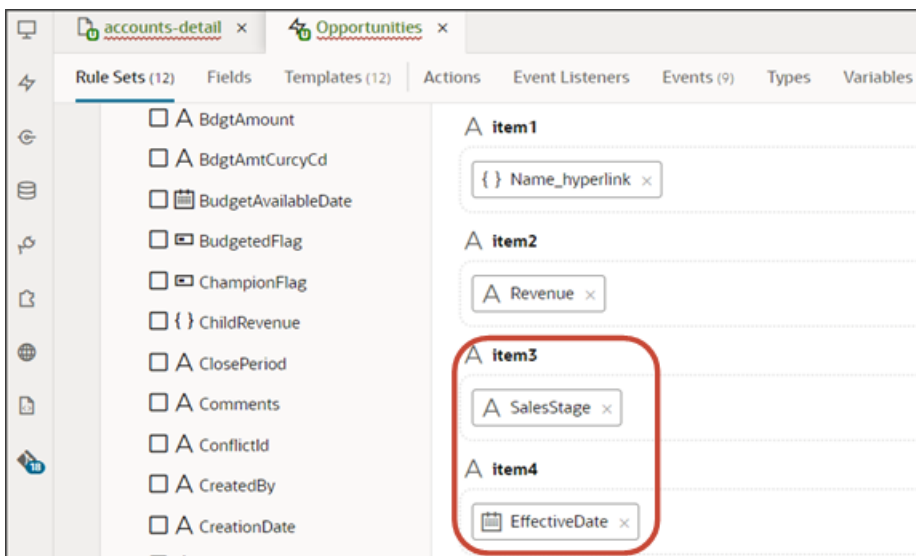 accounts-detail × Opportunities ×
Rule Sets (12) Fields Templates (12) Actions Event Listeners Events (9) Types Variables
BdgtAmount
BdgtAmtCurcyCd
BudgetAvailableDate
BudgetedFlag
ChampionFlag
{ } ChildRevenue
ClosePeriod
Comments
ConflictId
CreatedBy
CreationDate
item1
{ } Name_hyperlink ×
item2
Revenue ×
item3
SalesStage ×
item4
EffectiveDate ×
18